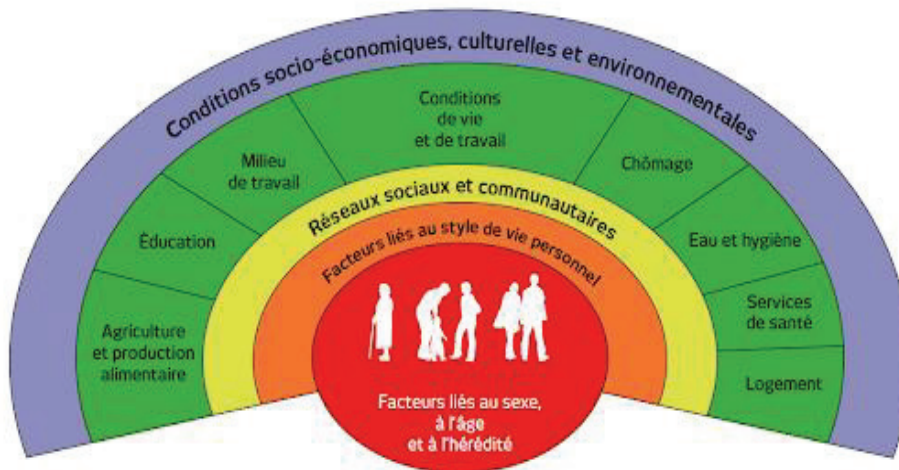 Conditions socio-économiques, culturelles et environnementales
Conditions
de vie
et de travail
Milieu
de travail
Chômage
Réseaux sociaux et communautaires
Éducation
Eau et hygiène
Facteurs liés au style de vie personnel
Agriculture
et production
alimentaire
Services
de santé
Logement
Facteurs liés au sexe,
à l'âge
et à l'hérédité